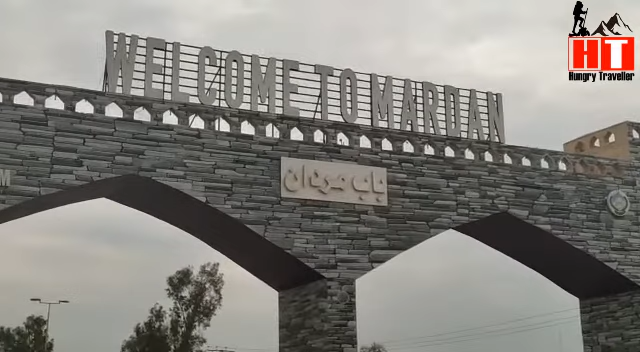 WELCOME TO MARDAN
HT
Hungry Traveller
باب مردان
M